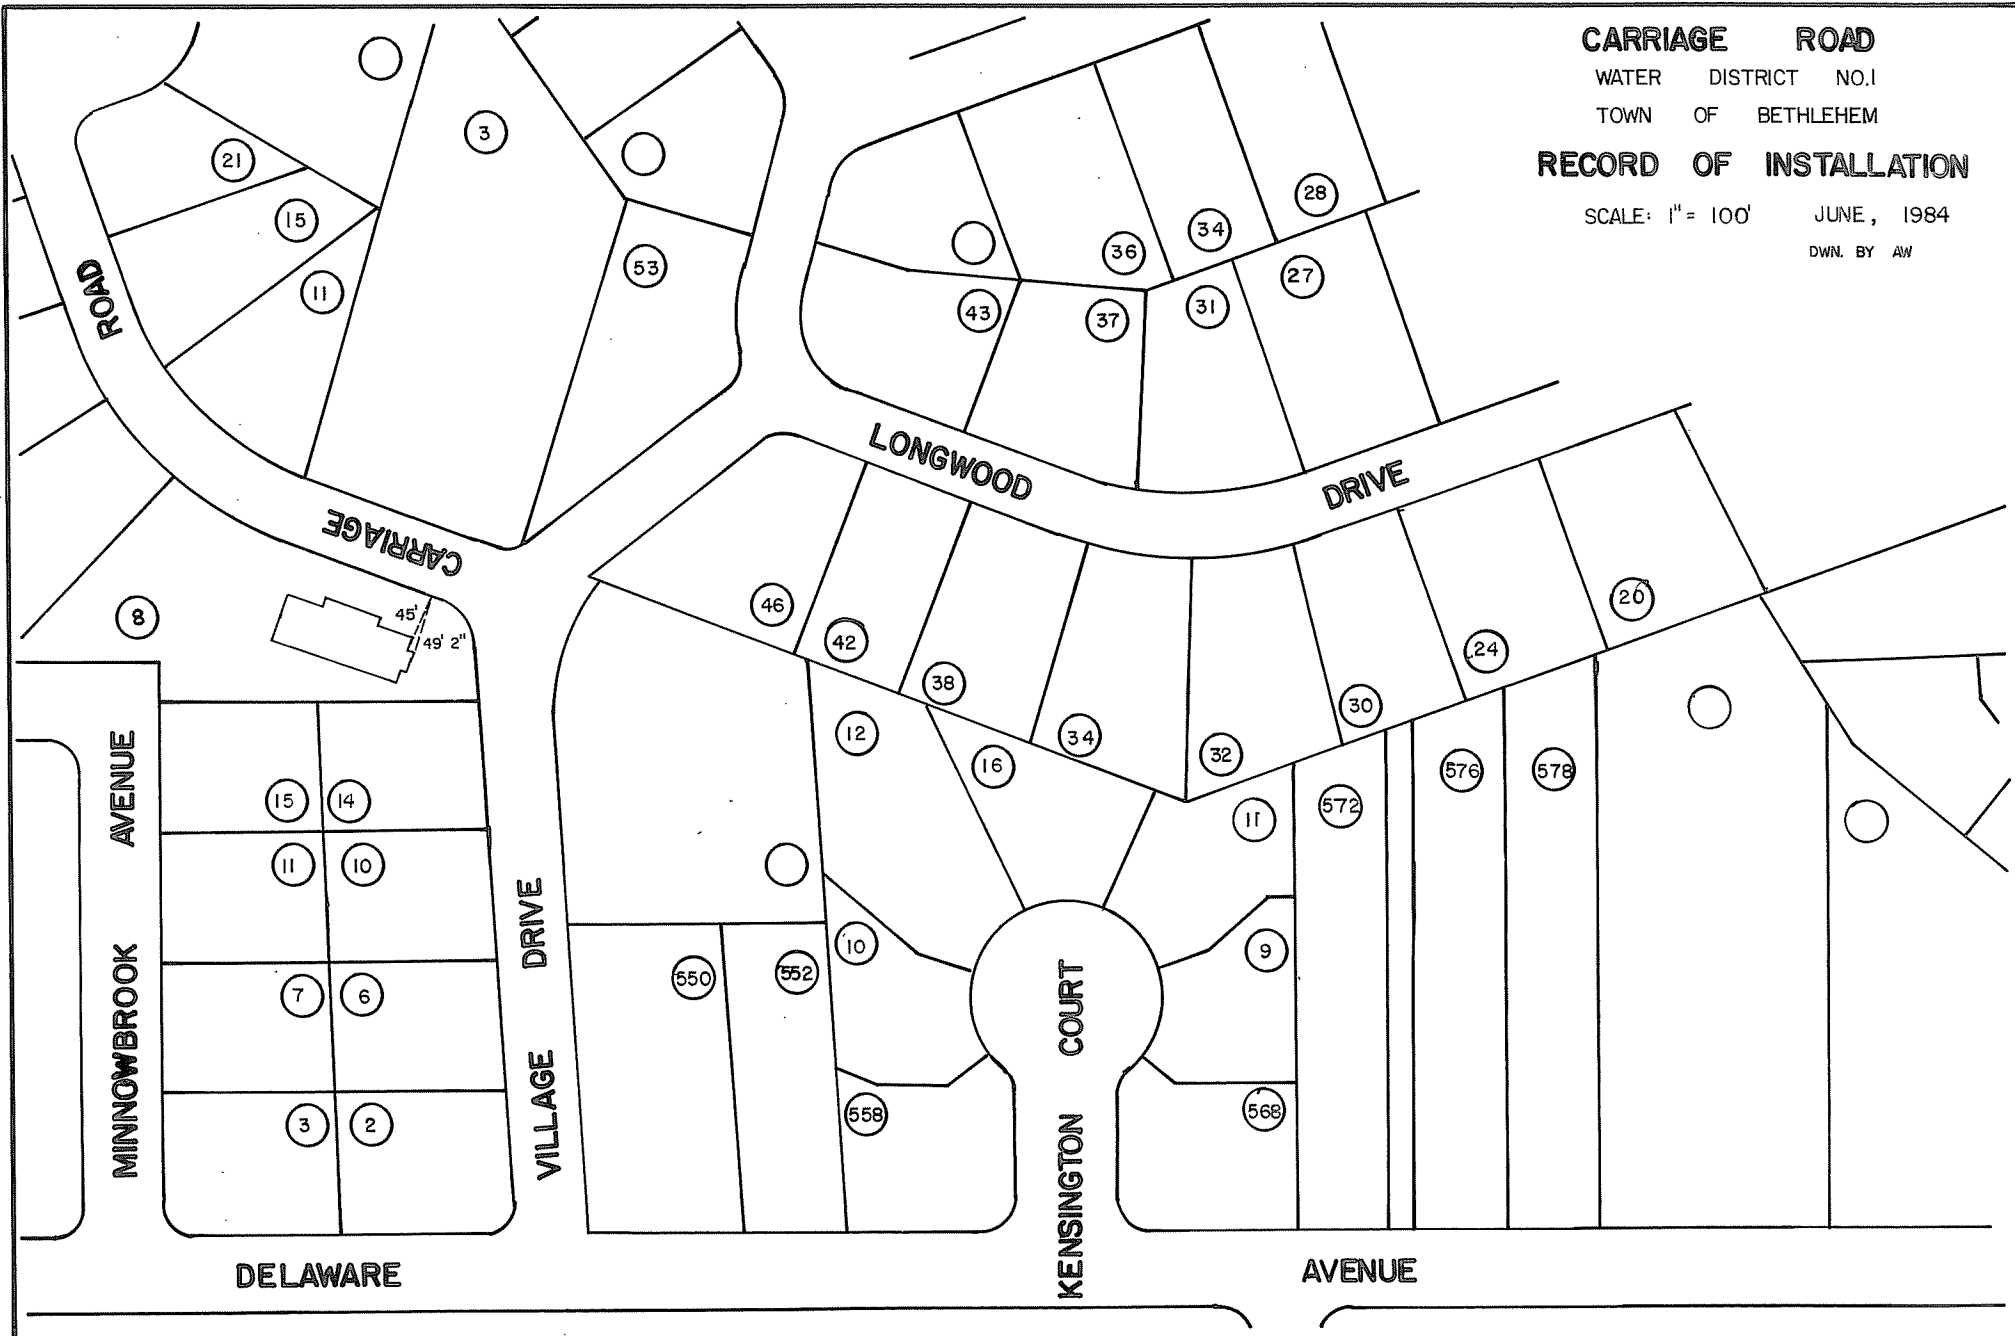 CARRIAGE ROAD
WATER DISTRICT NO.1
TOWN OF BETHLEHEM
RECORD OF INSTALLATION
SCALE: 1" = 100' JUNE, 1984
DWN. BY AW
3
21
15
11
53
36
34
28
43
37
31
27
ROAD
CARRIAGE
LONGWOOD
DRIVE
8
45'
49' 2"
46
42
38
34
32
30
24
20
12
16
11
572
576
578
15
14
11
10
7
6
3
2
550
552
10
9
558
568
MINNOWBROOK AVENUE
VILLAGE DRIVE
KENSINGTON COURT
DELAWARE
AVENUE